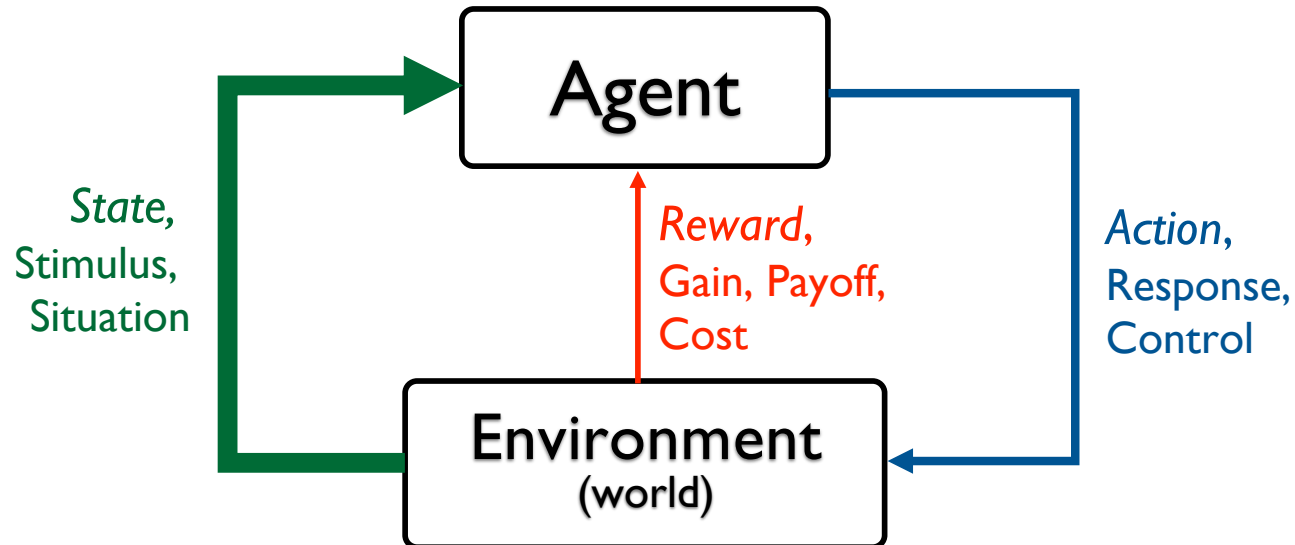 Agent
State,
Stimulus,
Situation
Reward,
Gain, Payoff,
Cost
Action,
Response,
Control
Environment
(world)